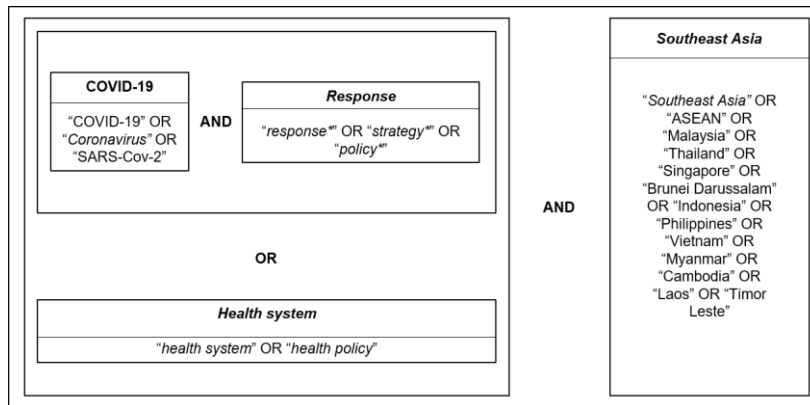 COVID-19
“COVID-19” OR
“Coronavirus” OR
“SARS-Cov-2”
AND
Response
“response*” OR “strategy*” OR
“policy*”
OR
Health system
“health system” OR “health policy”
AND
Southeast Asia
“Southeast Asia” OR
“ASEAN” OR
“Malaysia” OR
“Thailand” OR
“Singapore” OR
“Brunei Darussalam”
OR “Indonesia” OR
“Philippines” OR
“Vietnam” OR
“Myanmar” OR
“Cambodia” OR
“Laos” OR “Timor
Leste”